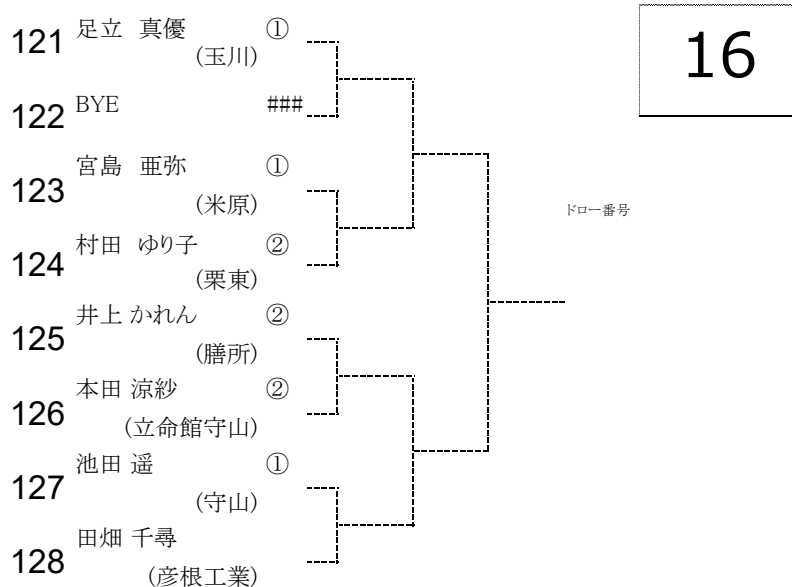 121 足立　真優 ①
(玉川)
16
122 BYE ###
123 宮島　亜弥 ①
(米原)
ドロー番号
124 村田　ゆり子 ②
(栗東)
125 井上 かれん ②
(膳所)
126 本田 涼紗 ②
(立命館守山)
127 池田 遥 ①
(守山)
128 田畑 千尋
(彦根工業)